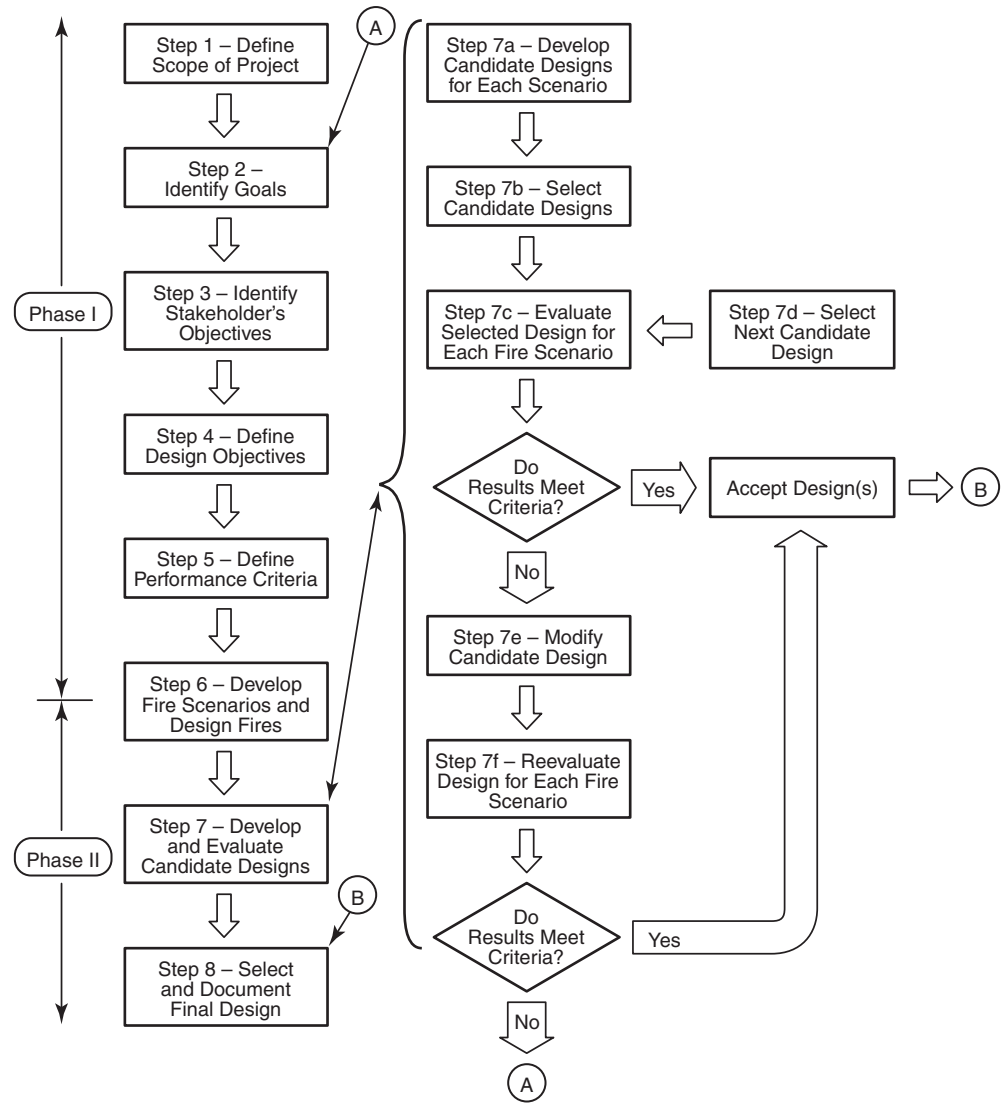 Phase I
Phase II
Step 1 – Define
Scope of Project
A
Step 2 –
Identify Goals
Step 3 – Identify
Stakeholder's
Objectives
Step 4 – Define
Design Objectives
Step 5 – Define
Performance Criteria
Step 6 – Develop
Fire Scenarios and
Design Fires
Step 7 – Develop
and Evaluate
Candidate Designs
B
Step 8 – Select
and Document
Final Design
Step 7a – Develop
Candidate Designs
for Each Scenario
Step 7b – Select
Candidate Designs
Step 7c – Evaluate
Selected Design for
Each Fire Scenario
Step 7d – Select
Next Candidate
Design
Do
Results Meet
Criteria?
Yes
Accept Design(s)
B
No
Step 7e – Modify
Candidate Design
Step 7f – Reevaluate
Design for Each Fire
Scenario
Do
Results Meet
Criteria?
Yes
No
A